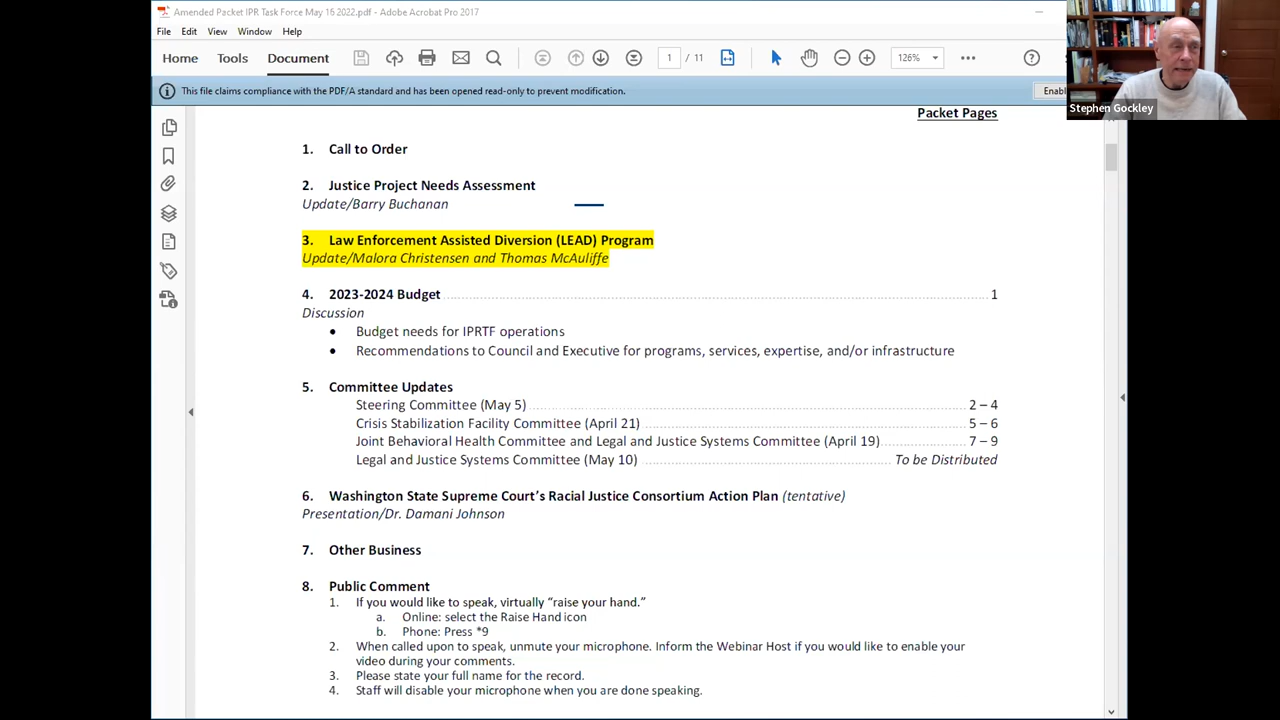 Amended Packet IPR Task Force May 16 2022.pdf - Adobe Acrobat Pro 2017
File Edit View Window Help
Home Tools Document 1 / 11 126%
This file claims compliance with the PDF/A standard and has been opened read-only to prevent modification. Enabl
Stephen Gockley
Packet Pages
1. Call to Order
2. Justice Project Needs Assessment
Update/Barry Buchanan
3. Law Enforcement Assisted Diversion (LEAD) Program
Update/Malora Christensen and Thomas McAuliffe
4. 2023-2024 Budget 1
Discussion
• Budget needs for IPRTF operations
• Recommendations to Council and Executive for programs, services, expertise, and/or infrastructure
5. Committee Updates
Steering Committee (May 5) 2 – 4
Crisis Stabilization Facility Committee (April 21) 5 – 6
Joint Behavioral Health Committee and Legal and Justice Systems Committee (April 19) 7 – 9
Legal and Justice Systems Committee (May 10) To be Distributed
6. Washington State Supreme Court's Racial Justice Consortium Action Plan (tentative)
Presentation/Dr. Damani Johnson
7. Other Business
8. Public Comment
1. If you would like to speak, virtually "raise your hand."
a. Online: select the Raise Hand icon
b. Phone: Press *9
2. When called upon to speak, unmute your microphone. Inform the Webinar Host if you would like to enable your
video during your comments.
3. Please state your full name for the record.
4. Staff will disable your microphone when you are done speaking.